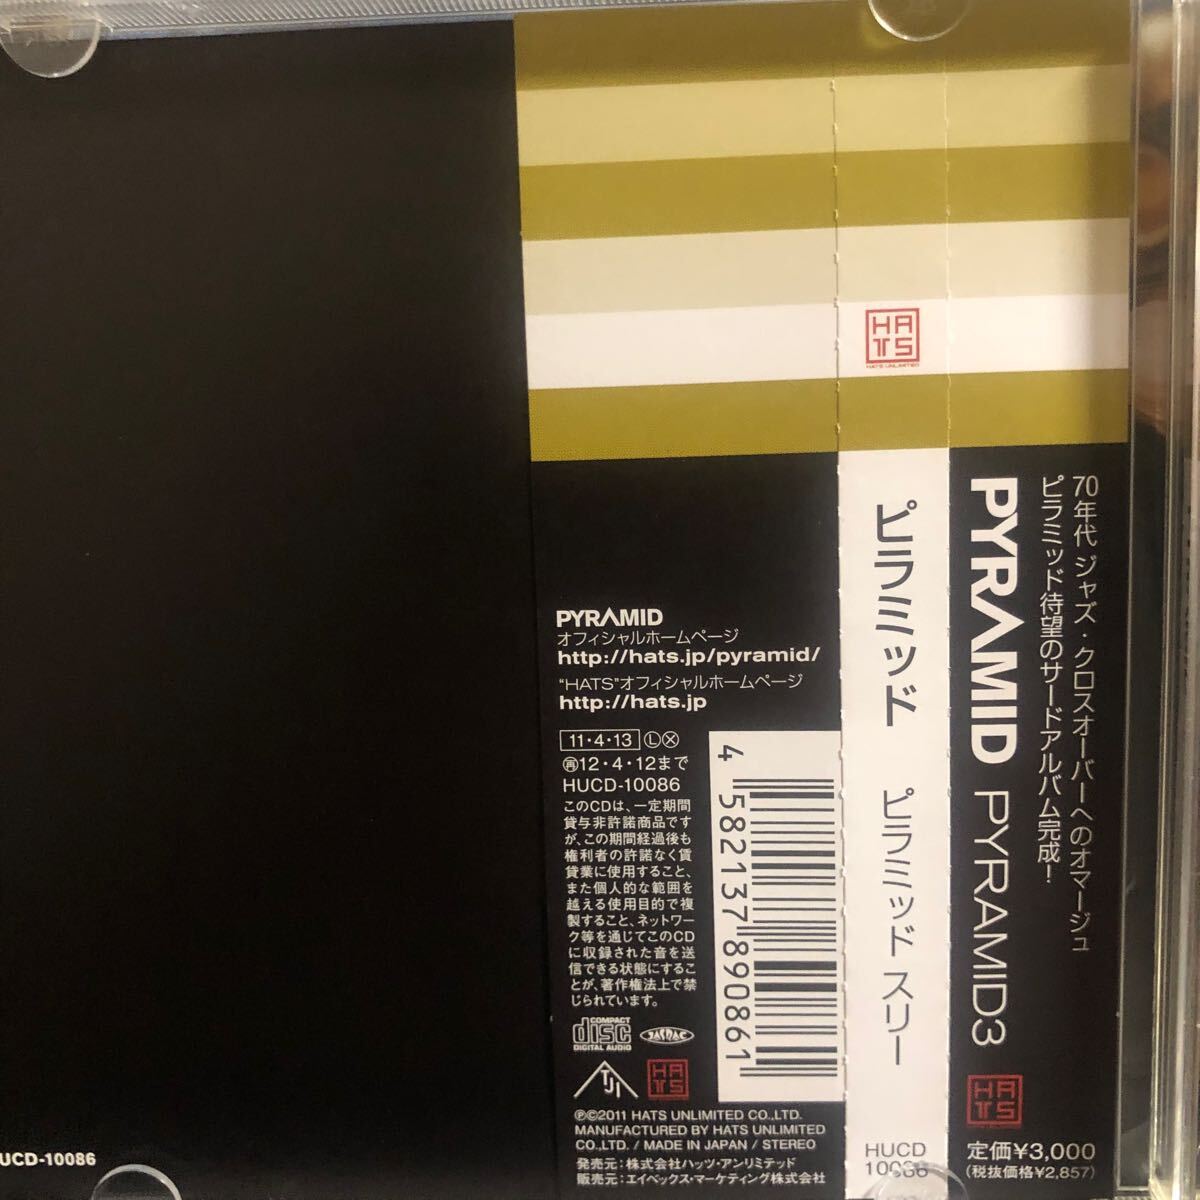 HATS
HATS UNLIMITED
70年代 ジャズ・クロスオーバーへのオマージュ
ピラミッド待望のサードアルバム完成!
PYRAMID PYRAMID3
HATS
定価¥3,000
(税抜価格¥2,857)
ピラミッド ピラミッド スリー
HUCD
10086
PYRAMID
オフィシャルホームページ
http://hats.jp/pyramid/
“HATS”オフィシャルホームページ
http://hats.jp
11・4・13 Ⓛ
再12・4・12まで
HUCD-10086
このCDは、一定期間
貸与非許諾商品です
が、この期間経過後も
権利者の許諾なく賃
貸業に使用すること、
また個人的な範囲を
越える使用目的で複
製すること、ネットワー
ク等を通じてこのCD
に収録された音を送
信できる状態にするこ
とが、著作権法上で禁
じられています。
4 582137 890861
COMPACT
disc
DIGITAL AUDIO
JASRAC
TJI
HATS
℗©2011 HATS UNLIMITED CO.,LTD.
MANUFACTURED BY HATS UNLIMITED
CO.,LTD. / MADE IN JAPAN / STEREO
発売元:株式会社ハッツ・アンリミテッド
販売元:エイベックス・マーケティング株式会社
UCD-10086